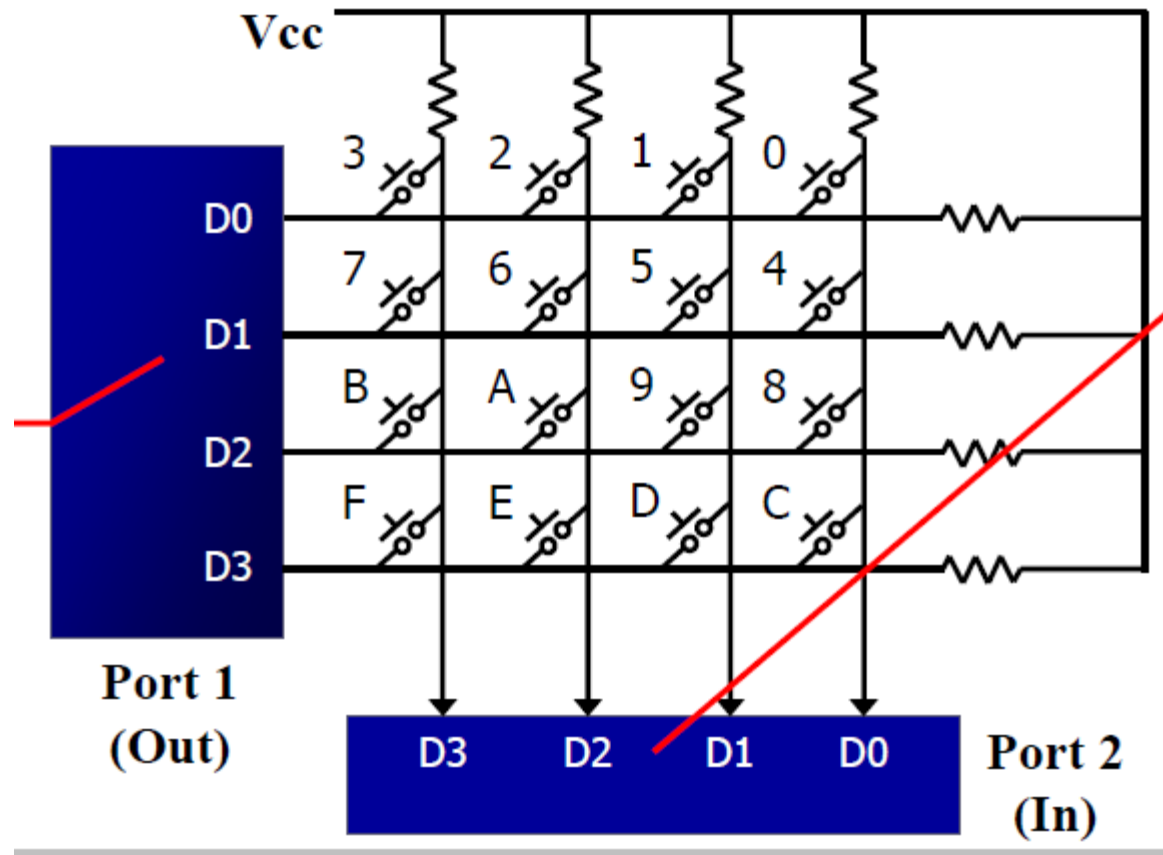 Vcc
3 2 1 0
D0
7 6 5 4
D1
B A 9 8
D2
F E D C
D3
Port 1
(Out)
D3 D2 D1 D0
Port 2
(In)